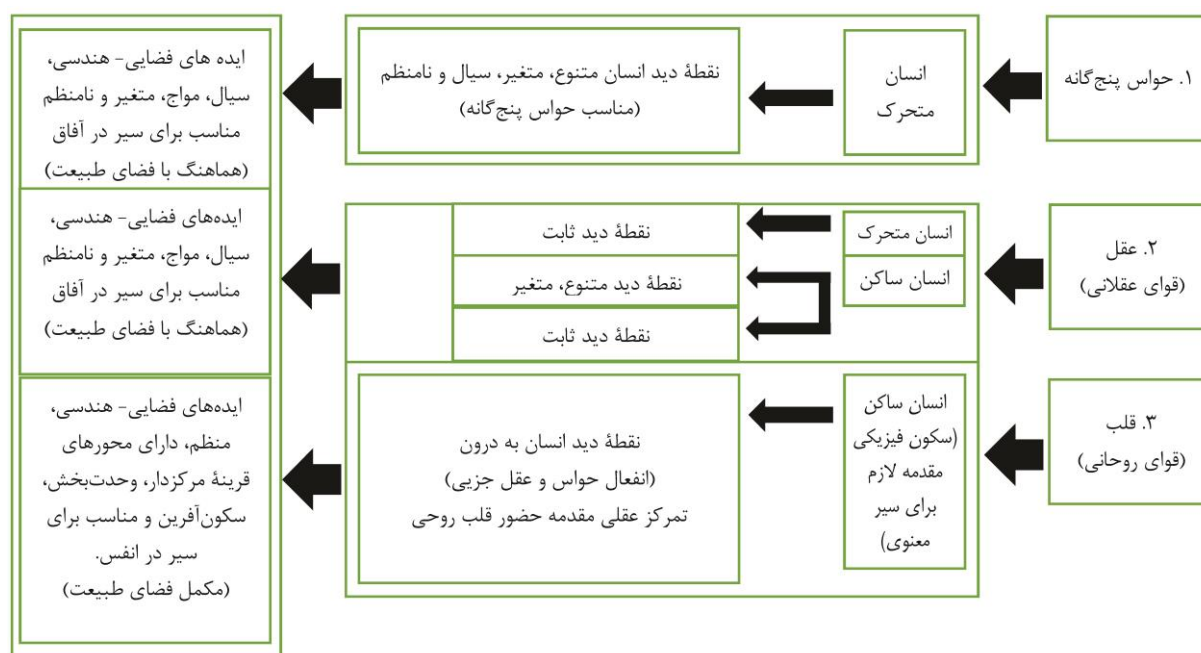 ۱. حواس پنج‌گانه
انسان
متحرک
نقطهٔ دید انسان متنوع، متغیر، سیال و نامنظم
(مناسب حواس پنج‌گانه)
ایده های فضایی- هندسی،
سیال، مواج، متغیر و نامنظم
مناسب برای سیر در آفاق
(هماهنگ با فضای طبیعت)
۲. عقل
(قوای عقلانی)
انسان متحرک
انسان ساکن
نقطهٔ دید ثابت
نقطهٔ دید متنوع، متغیر
نقطهٔ دید ثابت
ایده‌های فضایی- هندسی،
سیال، مواج، متغیر و نامنظم
مناسب برای سیر در آفاق
(هماهنگ با فضای طبیعت)
۳. قلب
(قوای روحانی)
انسان ساکن
(سکون فیزیکی
مقدمه لازم
برای سیر
معنوی)
نقطهٔ دید انسان به درون
(انفعال حواس و عقل جزیی)
تمرکز عقلی مقدمه حضور قلب روحی
ایده‌های فضایی- هندسی،
منظم، دارای محورهای
قرینهٔ مرکزدار، وحدت‌بخش،
سکون‌آفرین و مناسب برای
سیر در انفس.
(مکمل فضای طبیعت)